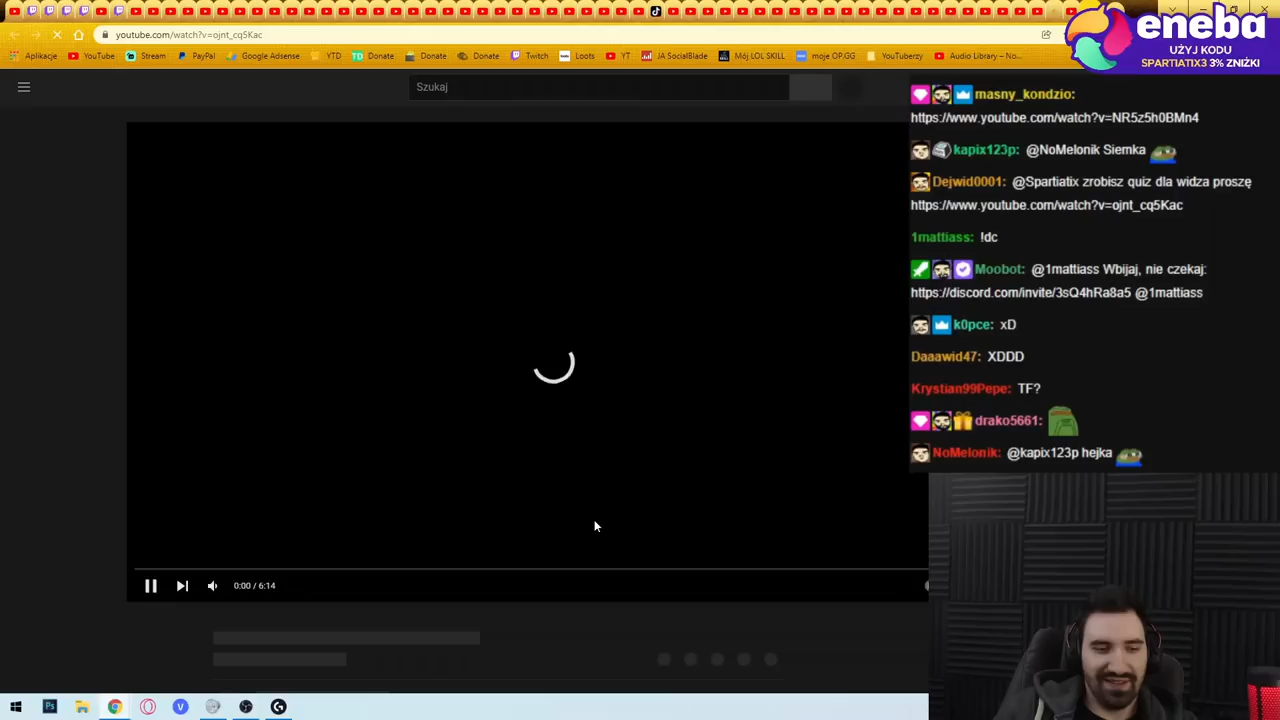 eneba
UŻYJ KODU
SPARTIATIX3 3% ZNIŻKI
youtube.com/watch?v=ojnt_cq5Kac
Aplikacje
YouTube
Stream
PayPal
Google Adsense
YTD
Donate
Donate
Donate
Twitch
Loots
YT
JA SocialBlade
Mój LOL SKILL
moje OP.GG
YouTuberzy
Audio Library – No...
Szukaj
masny_kondzio:
https://www.youtube.com/watch?v=NR5z5h0BMn4
kapix123p: @NoMelonik Siemka
Dejwid0001: @Spartiatix zrobisz quiz dla widza proszę
https://www.youtube.com/watch?v=ojnt_cq5Kac
1mattiass: !dc
Moobot: @1mattiass Wbijaj, nie czekaj:
https://discord.com/invite/3sQ4hRa8a5 @1mattiass
k0pce: xD
Daaawid47: XDDD
Krystian99Pepe: TF?
drako5661:
NoMelonik: @kapix123p hejka
0:00 / 6:14
Ps
V